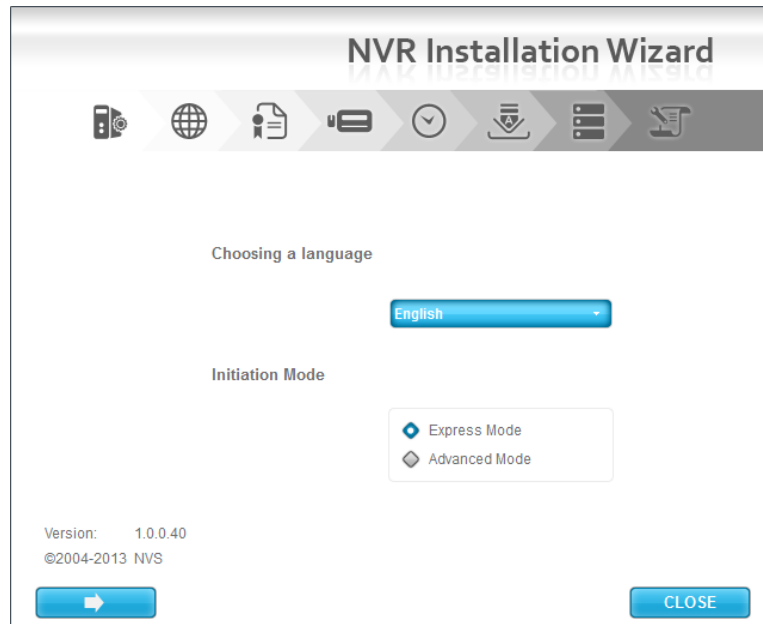 NVR Installation Wizard
Choosing a language
English
Initiation Mode
Express Mode
Advanced Mode
Version: 1.0.0.40
©2004-2013 NVS
CLOSE